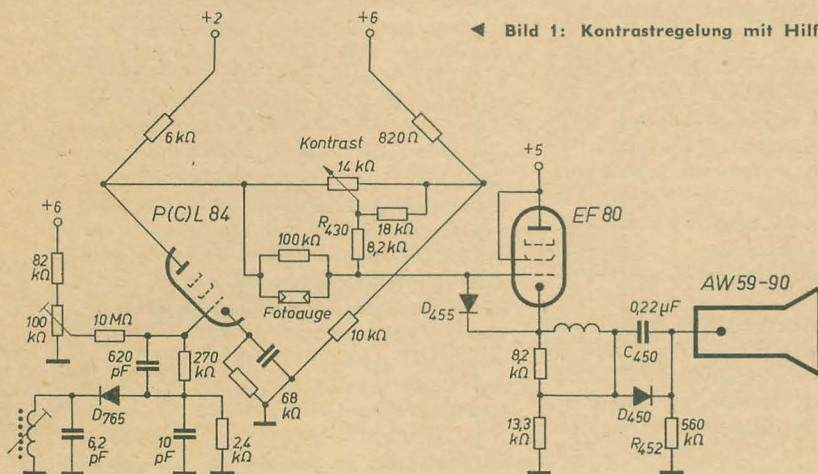 +2
+6
◄ Bild 1: Kontrastregelung mit Hilf
6 kΩ
820 Ω
Kontrast
14 kΩ
+5
P(C)L 84
EF 80
+6
R430
18 kΩ
100 kΩ
8,2 kΩ
82 kΩ
AW 59-90
Fotoauge
D455
0,22 µF
100 kΩ
10 MΩ
10 kΩ
C450
620 pF
270 kΩ
8,2 kΩ
68 kΩ
D765
D450
13,3 kΩ
560 kΩ
R452
6,2 pF
10 pF
2,4 kΩ